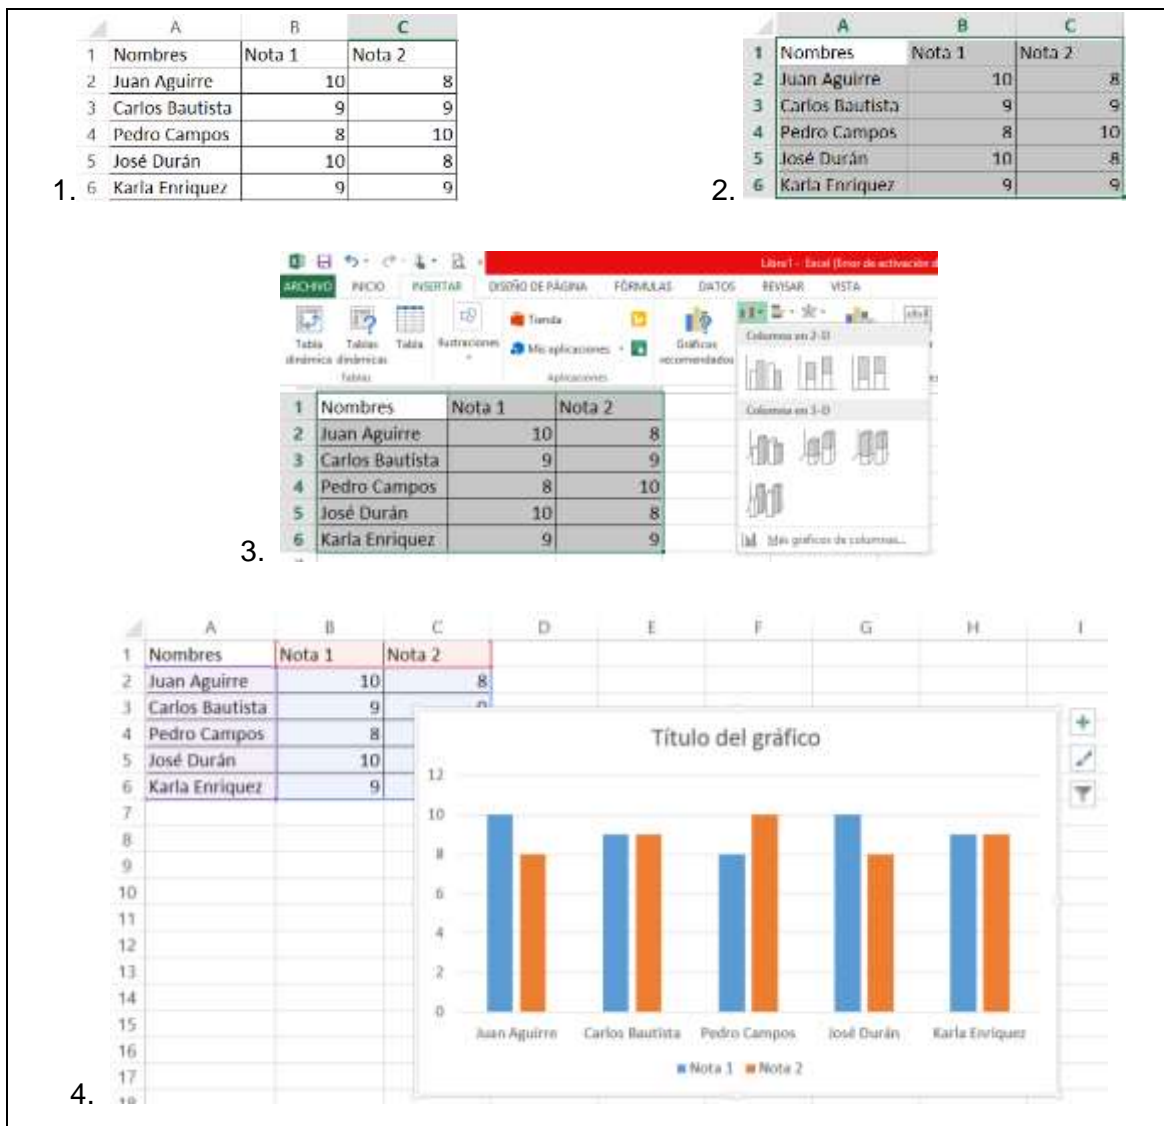 A B C
1 Nombres Nota 1 Nota 2
2 Juan Aguirre 10 8
3 Carlos Bautista 9 9
4 Pedro Campos 8 10
5 José Durán 10 8
6 Karla Enriquez 9 9
1.
A B C
1 Nombres Nota 1 Nota 2
2 Juan Aguirre 10 8
3 Carlos Bautista 9 9
4 Pedro Campos 8 10
5 José Durán 10 8
6 Karla Enriquez 9 9
2.
Libro1 - Excel (Error de activación d
ARCHIVO INICIO INSERTAR DISEÑO DE PÁGINA FÓRMULAS DATOS REVISAR VISTA
Tabla dinámica
Tablas dinámicas
Tabla
Ilustraciones
Tienda
Mis aplicaciones
Gráficos recomendados
Tablas
Aplicaciones
Columna en 2-D
Columna en 3-D
Más gráficos de columnas...
1 Nombres Nota 1 Nota 2
2 Juan Aguirre 10 8
3 Carlos Bautista 9 9
4 Pedro Campos 8 10
5 José Durán 10 8
6 Karla Enriquez 9 9
3.
A B C D E F G H I
1 Nombres Nota 1 Nota 2
2 Juan Aguirre 10 8
3 Carlos Bautista 9
4 Pedro Campos 8
5 José Durán 10
6 Karla Enriquez 9
7
8
9
10
11
12
13
14
15
16
17
18
Título del gráfico
12
10
8
6
4
2
0
Juan Aguirre Carlos Bautista Pedro Campos José Durán Karla Enriquez
Nota 1 Nota 2
4.